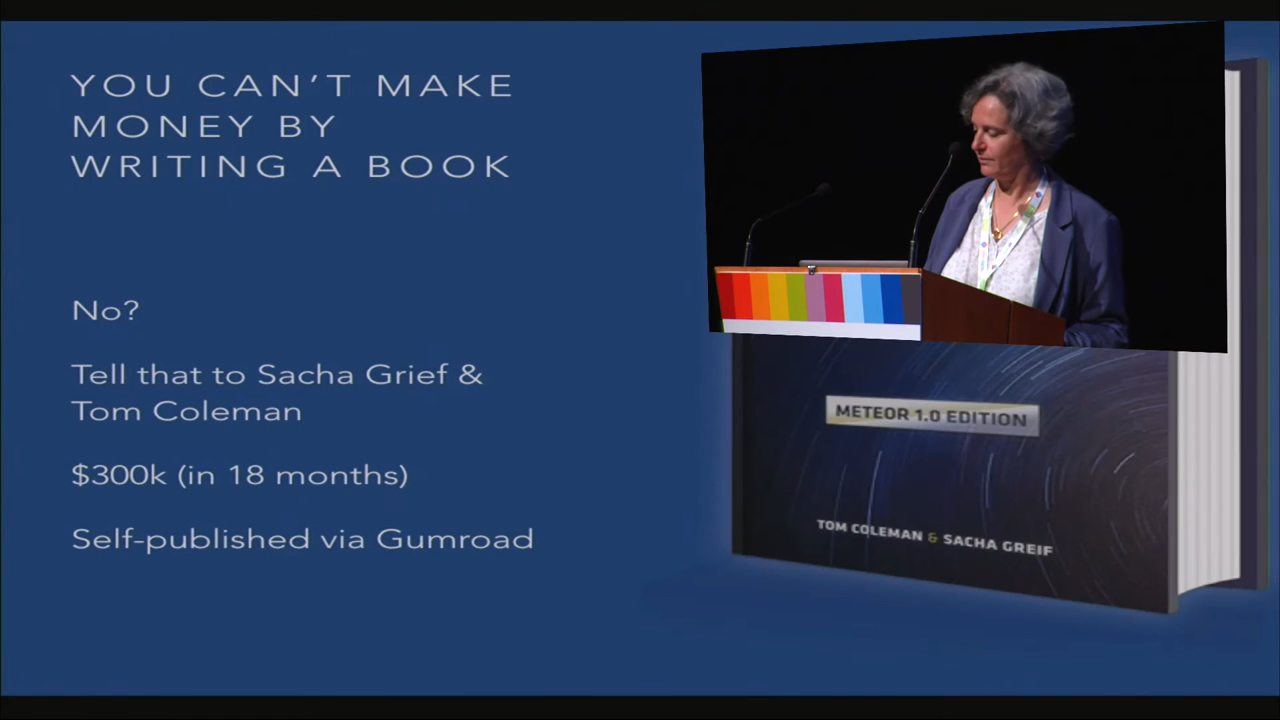 YOU CAN'T MAKE
MONEY BY
WRITING A BOOK
No?
Tell that to Sacha Grief &
Tom Coleman
$300k (in 18 months)
Self-published via Gumroad
METEOR 1.0 EDITION
TOM COLEMAN & SACHA GREIF